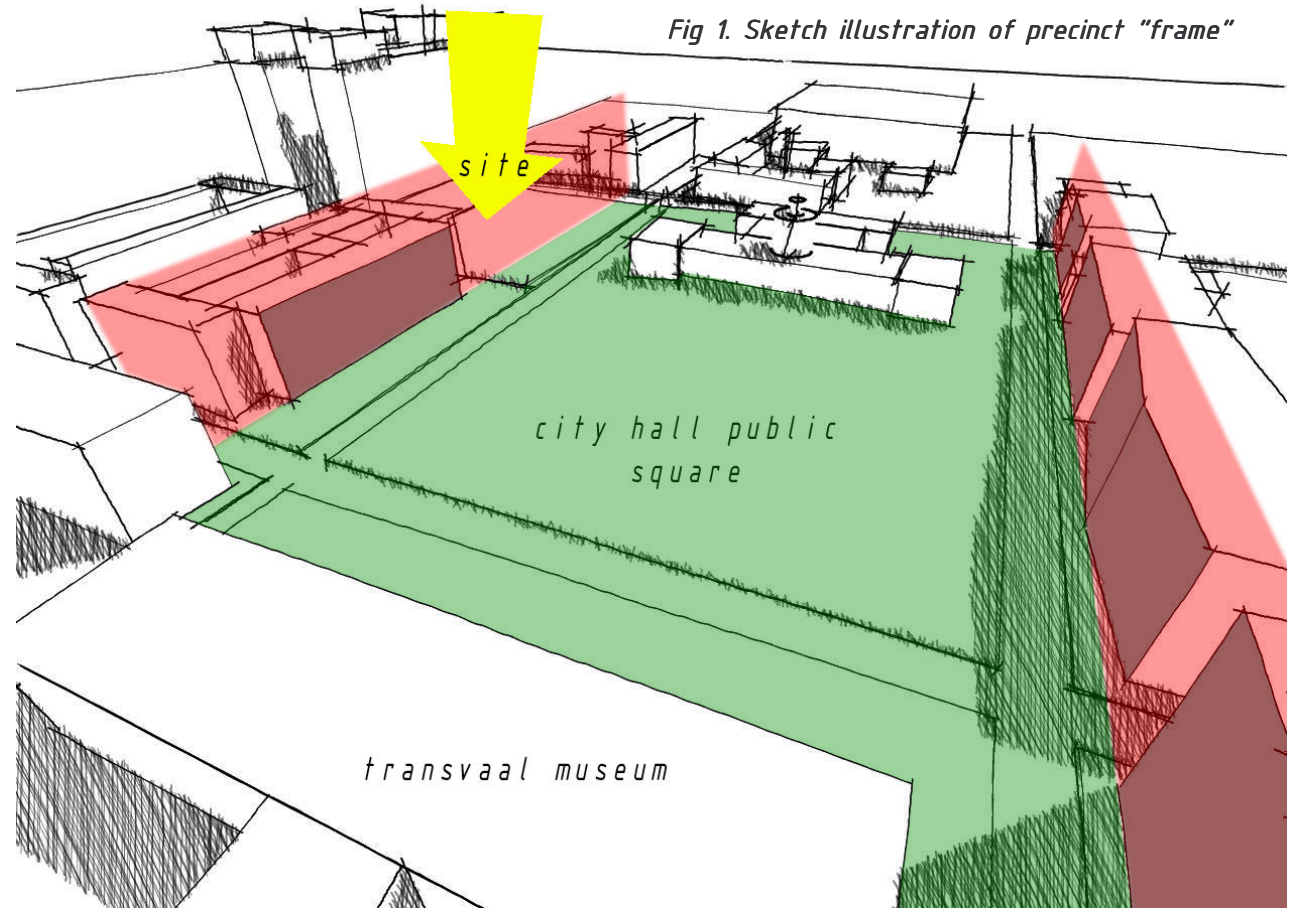 Fig 1. Sketch illustration of precinct "frame"
site
city hall public
square
transvaal museum